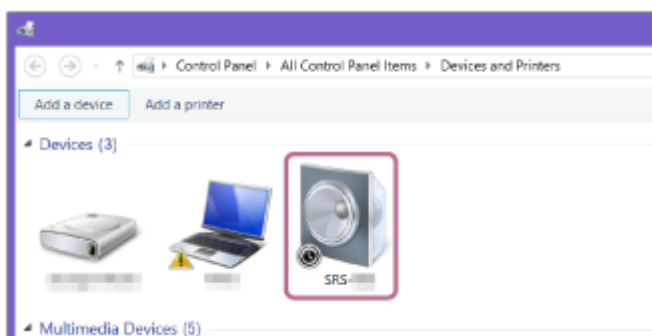 Control Panel ▸ All Control Panel Items ▸ Devices and Printers
Add a device Add a printer
Devices (3)
SRS-
Multimedia Devices (5)